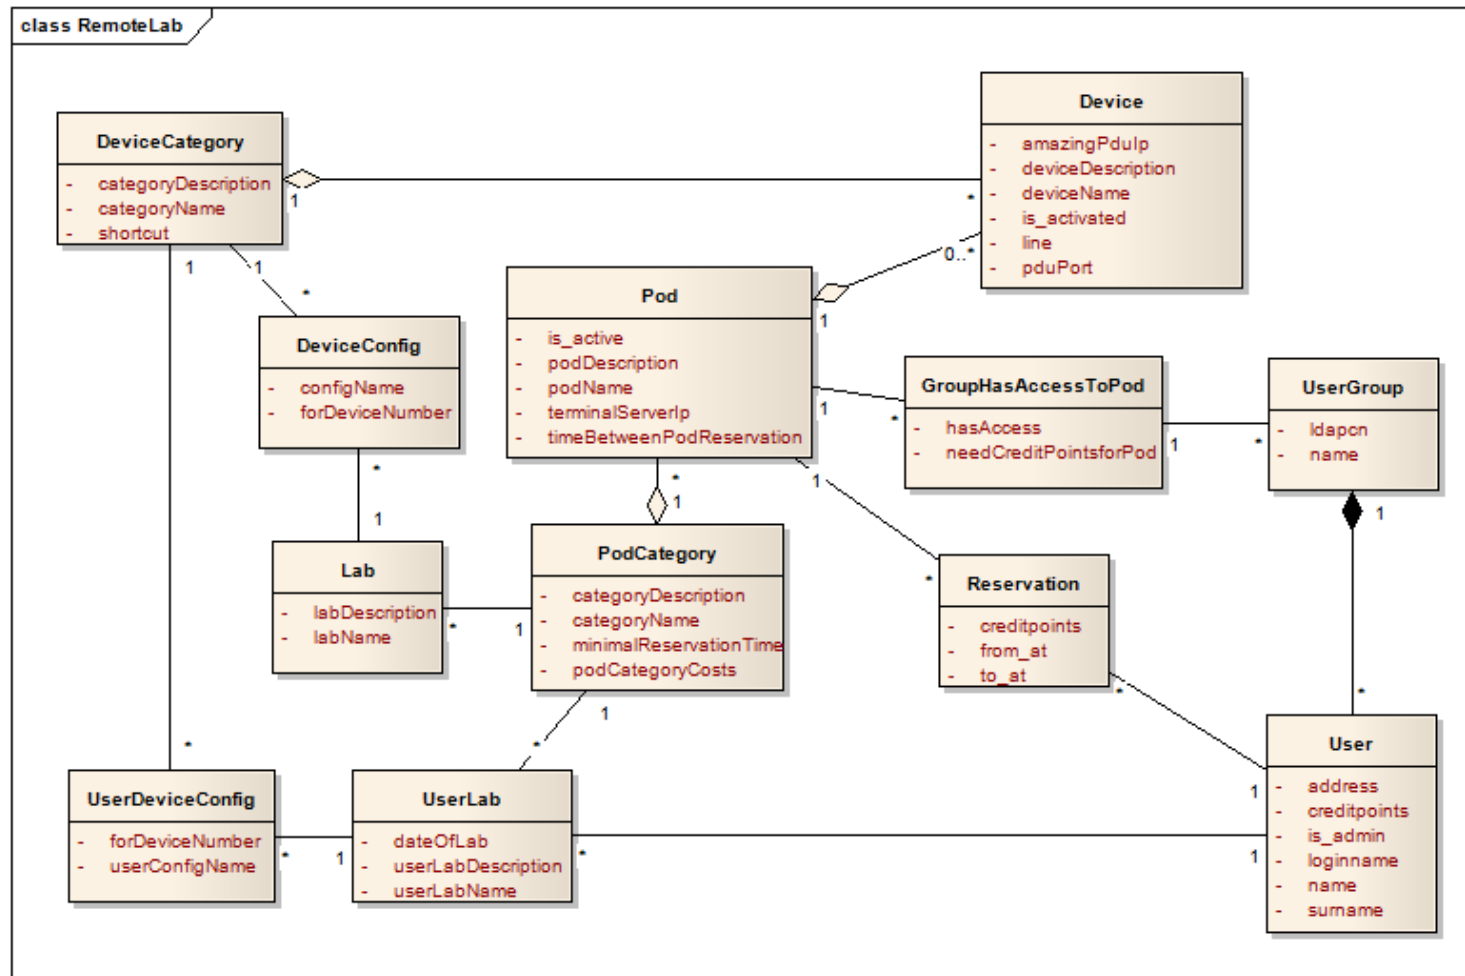 class RemoteLab
Device
- amazingPduIp
- deviceDescription
- deviceName
- is_activated
- line
- pduPort
DeviceCategory
- categoryDescription
- categoryName
- shortcut
1
*
1
1
*
0..*
1
Pod
- is_active
- podDescription
- podName
- terminalServerIp
- timeBetweenPodReservation
DeviceConfig
- configName
- forDeviceNumber
GroupHasAccessToPod
- hasAccess
- needCreditPointsforPod
UserGroup
- ldapcn
- name
1
*
1
*
*
1
*
1
1
1
*
Lab
- labDescription
- labName
PodCategory
- categoryDescription
- categoryName
- minimalReservationTime
- podCategoryCosts
Reservation
- creditpoints
- from_at
- to_at
*
1
1
*
*
*
*
User
- address
- creditpoints
- is_admin
- loginname
- name
- surname
1
UserDeviceConfig
- forDeviceNumber
- userConfigName
UserLab
- dateOfLab
- userLabDescription
- userLabName
*
1
*
1